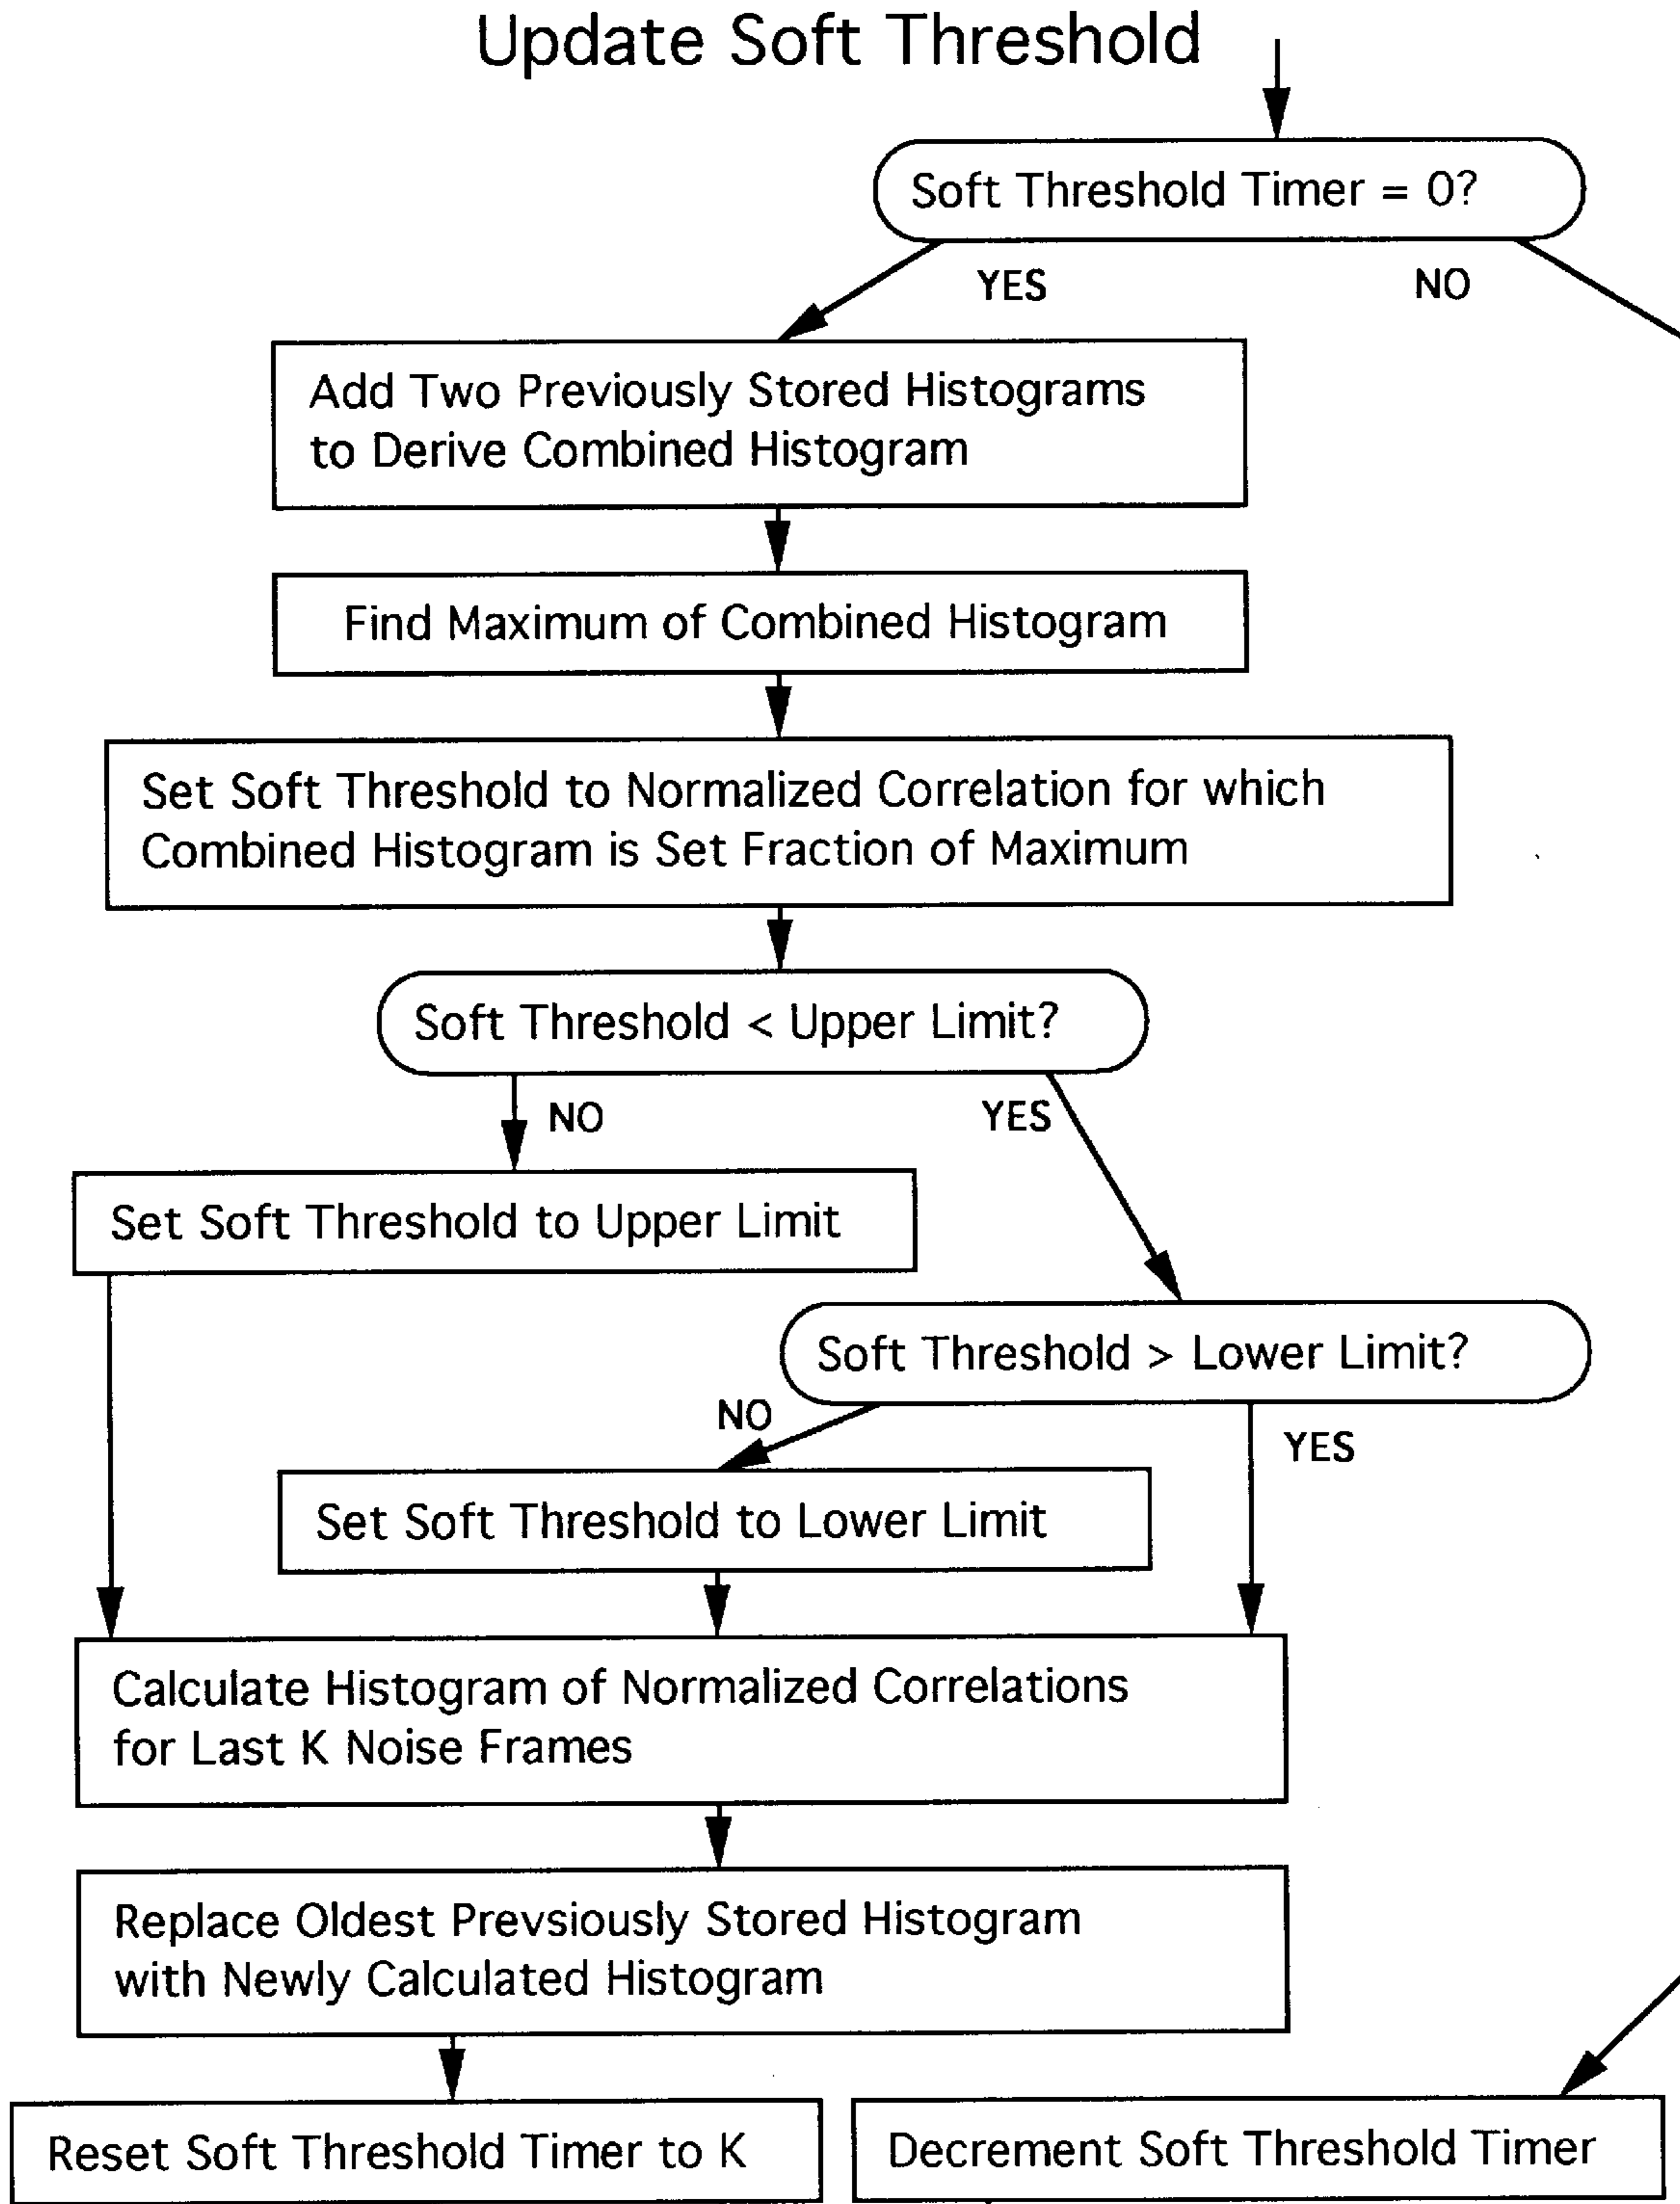 Update Soft Threshold
Soft Threshold Timer = 0?
YES
NO
Add Two Previously Stored Histograms
to Derive Combined Histogram
Find Maximum of Combined Histogram
Set Soft Threshold to Normalized Correlation for which
Combined Histogram is Set Fraction of Maximum
Soft Threshold < Upper Limit?
NO
YES
Set Soft Threshold to Upper Limit
Soft Threshold > Lower Limit?
NO
YES
Set Soft Threshold to Lower Limit
Calculate Histogram of Normalized Correlations
for Last K Noise Frames
Replace Oldest Prevsiously Stored Histogram
with Newly Calculated Histogram
Reset Soft Threshold Timer to K
Decrement Soft Threshold Timer